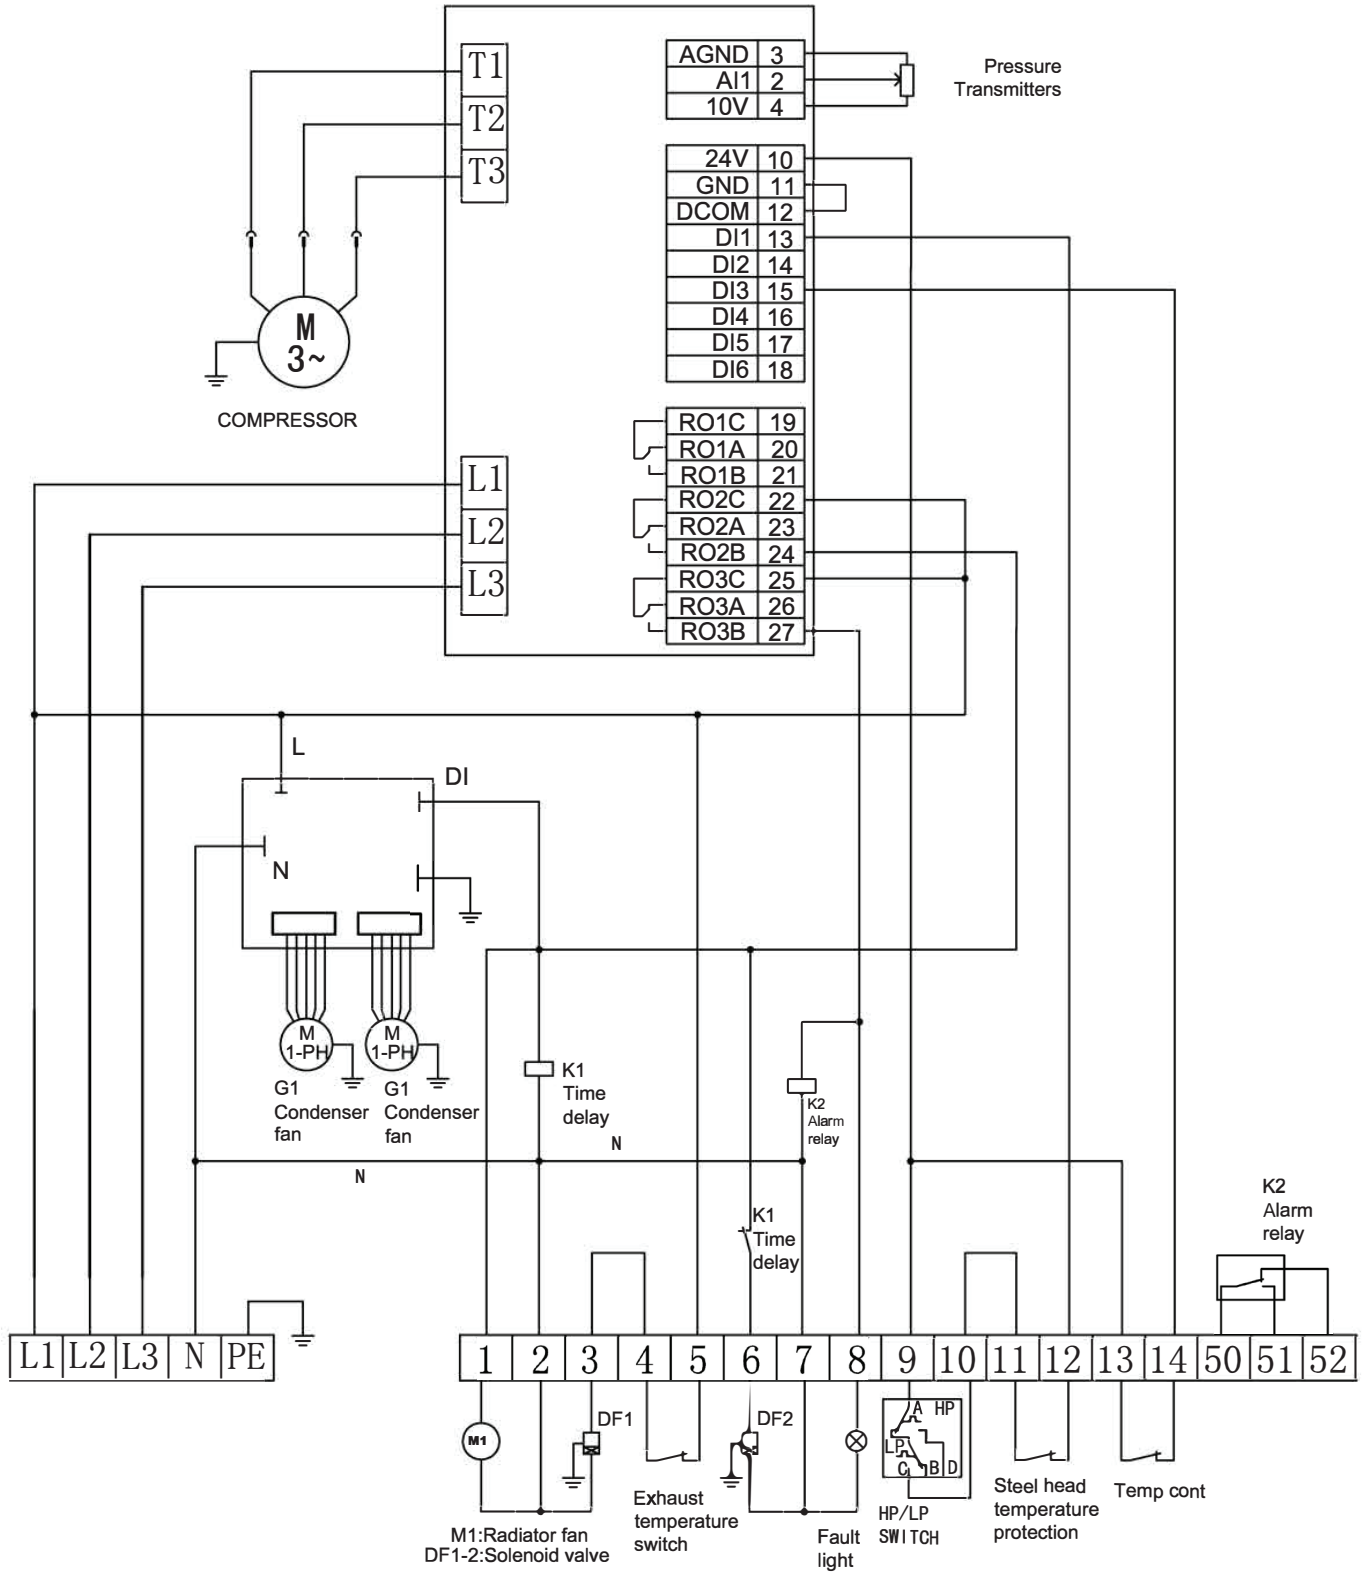 T1
T2
T3
AGND 3
AI1 2
10V 4
Pressure
Transmitters
24V 10
GND 11
DCOM 12
DI1 13
DI2 14
DI3 15
DI4 16
DI5 17
DI6 18
M
3~
COMPRESSOR
RO1C 19
RO1A 20
RO1B 21
RO2C 22
RO2A 23
RO2B 24
RO3C 25
RO3A 26
RO3B 27
L1
L2
L3
L
DI
N
M
1-PH
M
1-PH
G1
Condenser
fan
G1
Condenser
fan
K1
Time
delay
K2
Alarm
relay
N
N
K1
Time
delay
K2
Alarm
relay
L1 L2 L3 N PE
1 2 3 4 5 6 7 8 9 10 11 12 13 14 50 51 52
M1
DF1
DF2
A HP
LP
C B D
Exhaust
temperature
switch
Fault
light
HP/LP
SWITCH
Steel head
temperature
protection
Temp cont
M1:Radiator fan
DF1-2:Solenoid valve